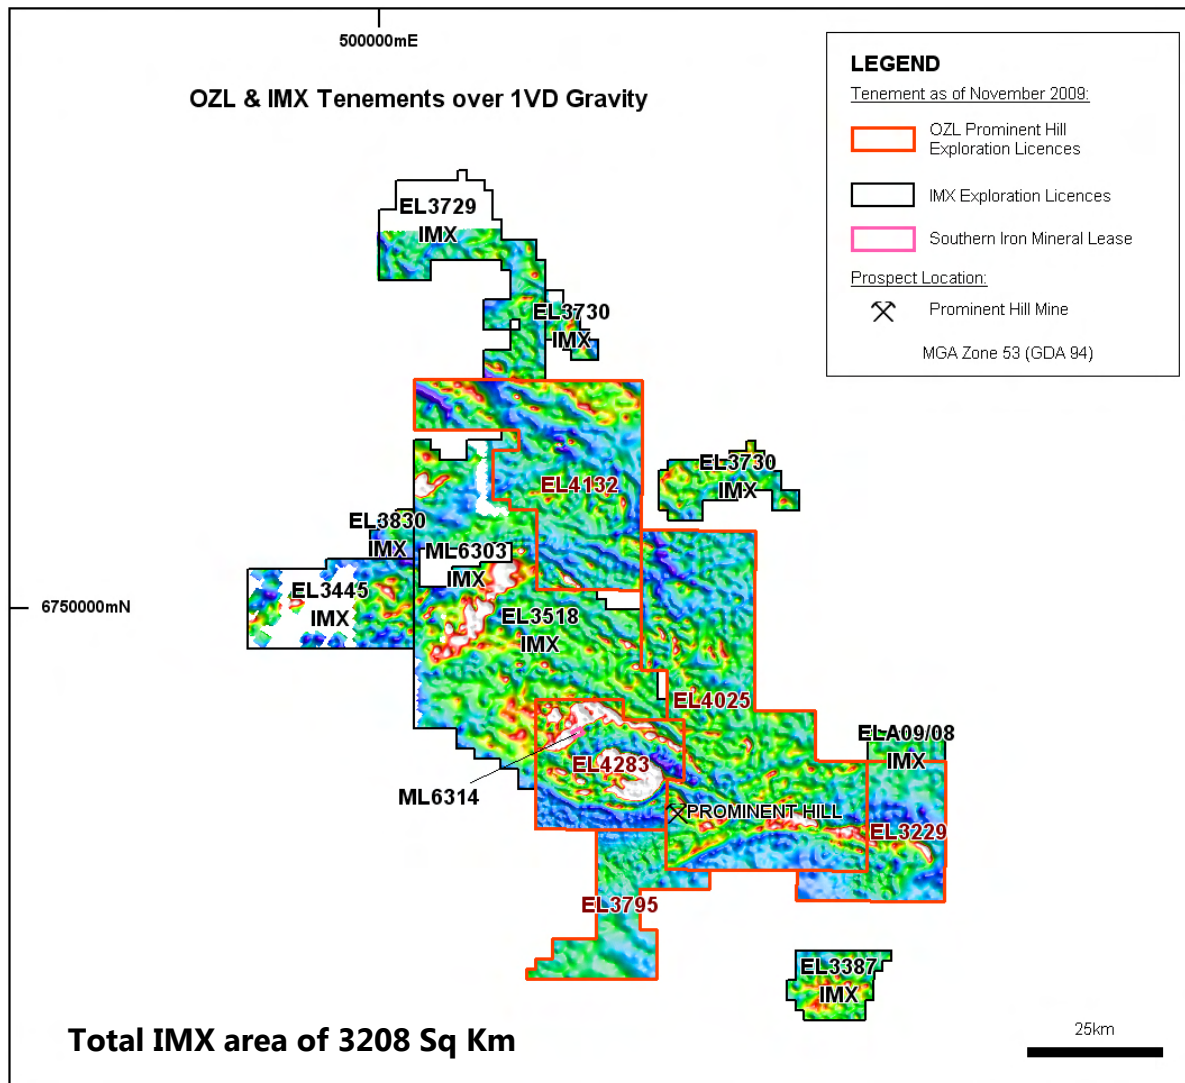 500000mE
OZL & IMX Tenements over 1VD Gravity
LEGEND
Tenement as of November 2009:
OZL Prominent Hill
Exploration Licences
IMX Exploration Licences
Southern Iron Mineral Lease
Prospect Location:
Prominent Hill Mine
MGA Zone 53 (GDA 94)
EL3729
IMX
EL3730
IMX
EL3730
IMX
EL4132
EL3830
IMX
ML6303
IMX
EL3445
IMX
6750000mN
EL3518
IMX
EL4025
ELA09/08
IMX
EL4283
ML6314
PROMINENT HILL
EL3229
EL3795
EL3387
IMX
Total IMX area of 3208 Sq Km
25km